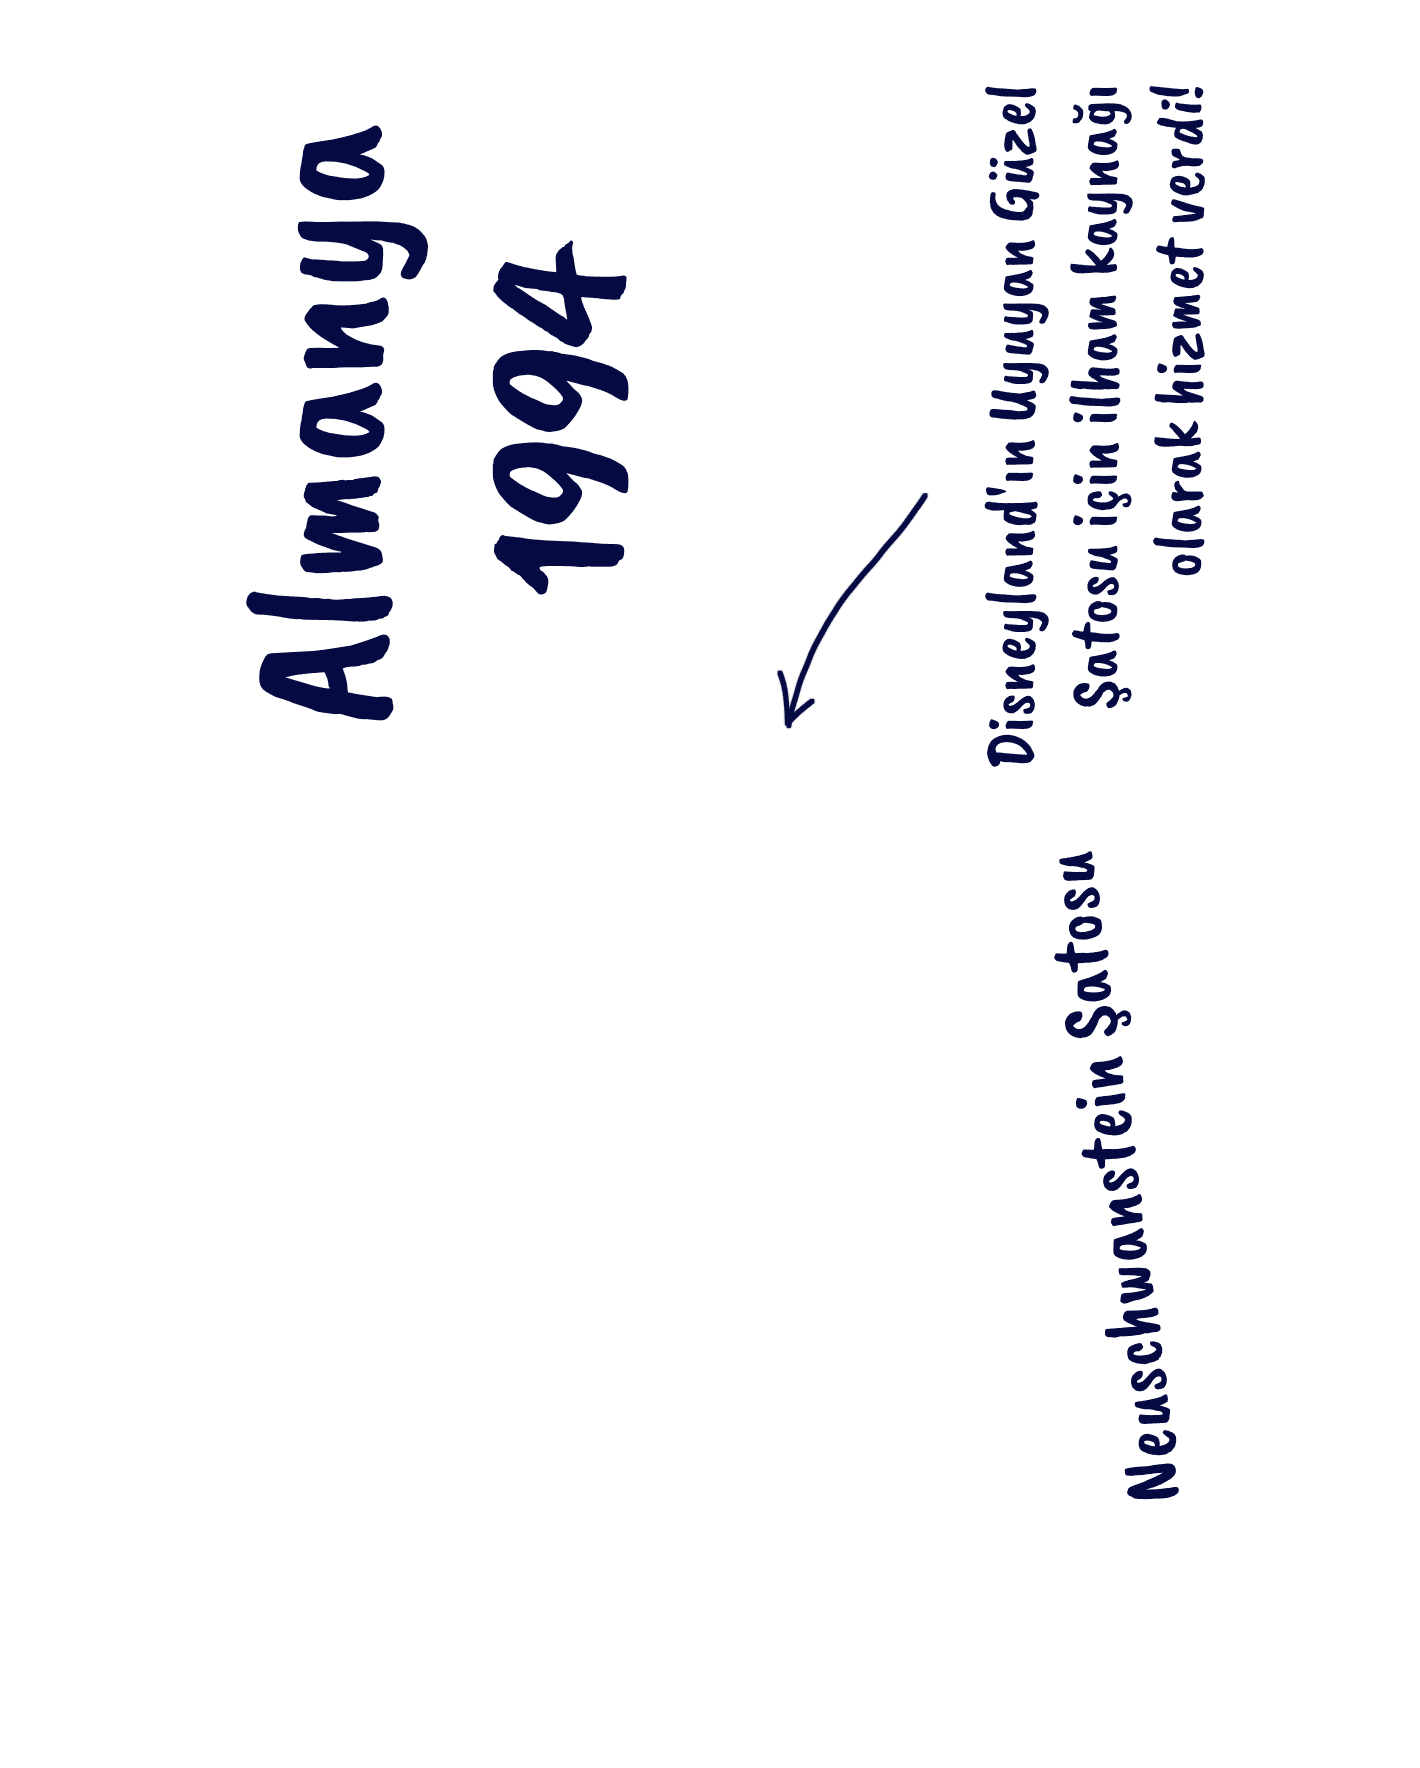 Almanya
1994
Disneyland'ın Uyuyan Güzel
Şatosu için ilham kaynağı
olarak hizmet verdi!
Neuschwanstein Şatosu